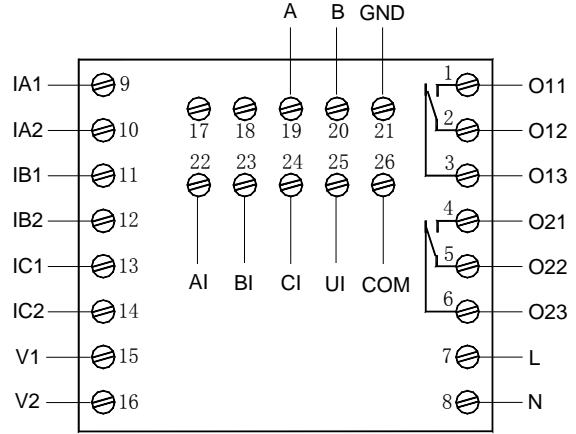 A B GND
IA1 9 1 O11
17 18 19 20 21
IA2 10 2 O12
22 23 24 25 26
IB1 11 3 O13
IB2 12 4 O21
IC1 13 5 O22
AI BI CI UI COM
IC2 14 6 O23
V1 15 7 L
V2 16 8 N